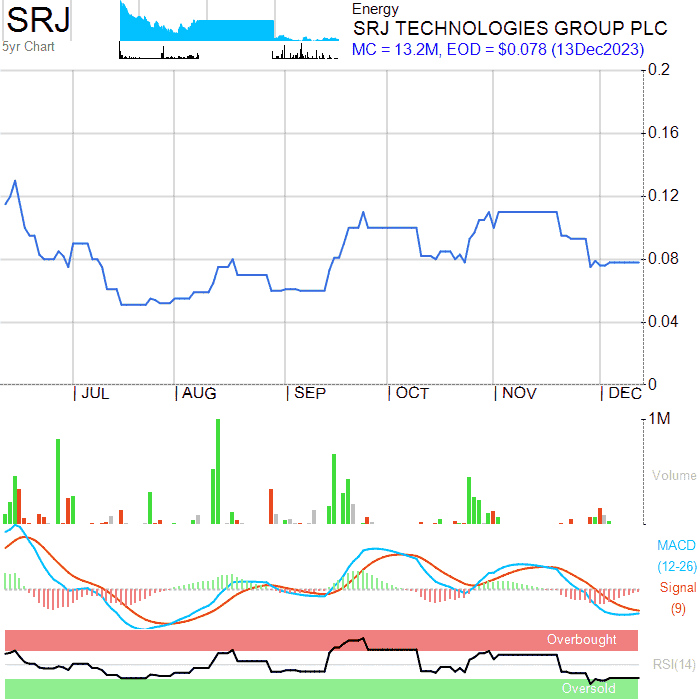 SRJ
5yr Chart
Energy
SRJ TECHNOLOGIES GROUP PLC
MC = 13.2M, EOD = $0.078 (13Dec2023)
0.2
0.16
0.12
0.08
0.04
0
JUL AUG SEP OCT NOV DEC
1M
Volume
MACD
(12-26)
Signal
(9)
Overbought
RSI(14)
Oversold